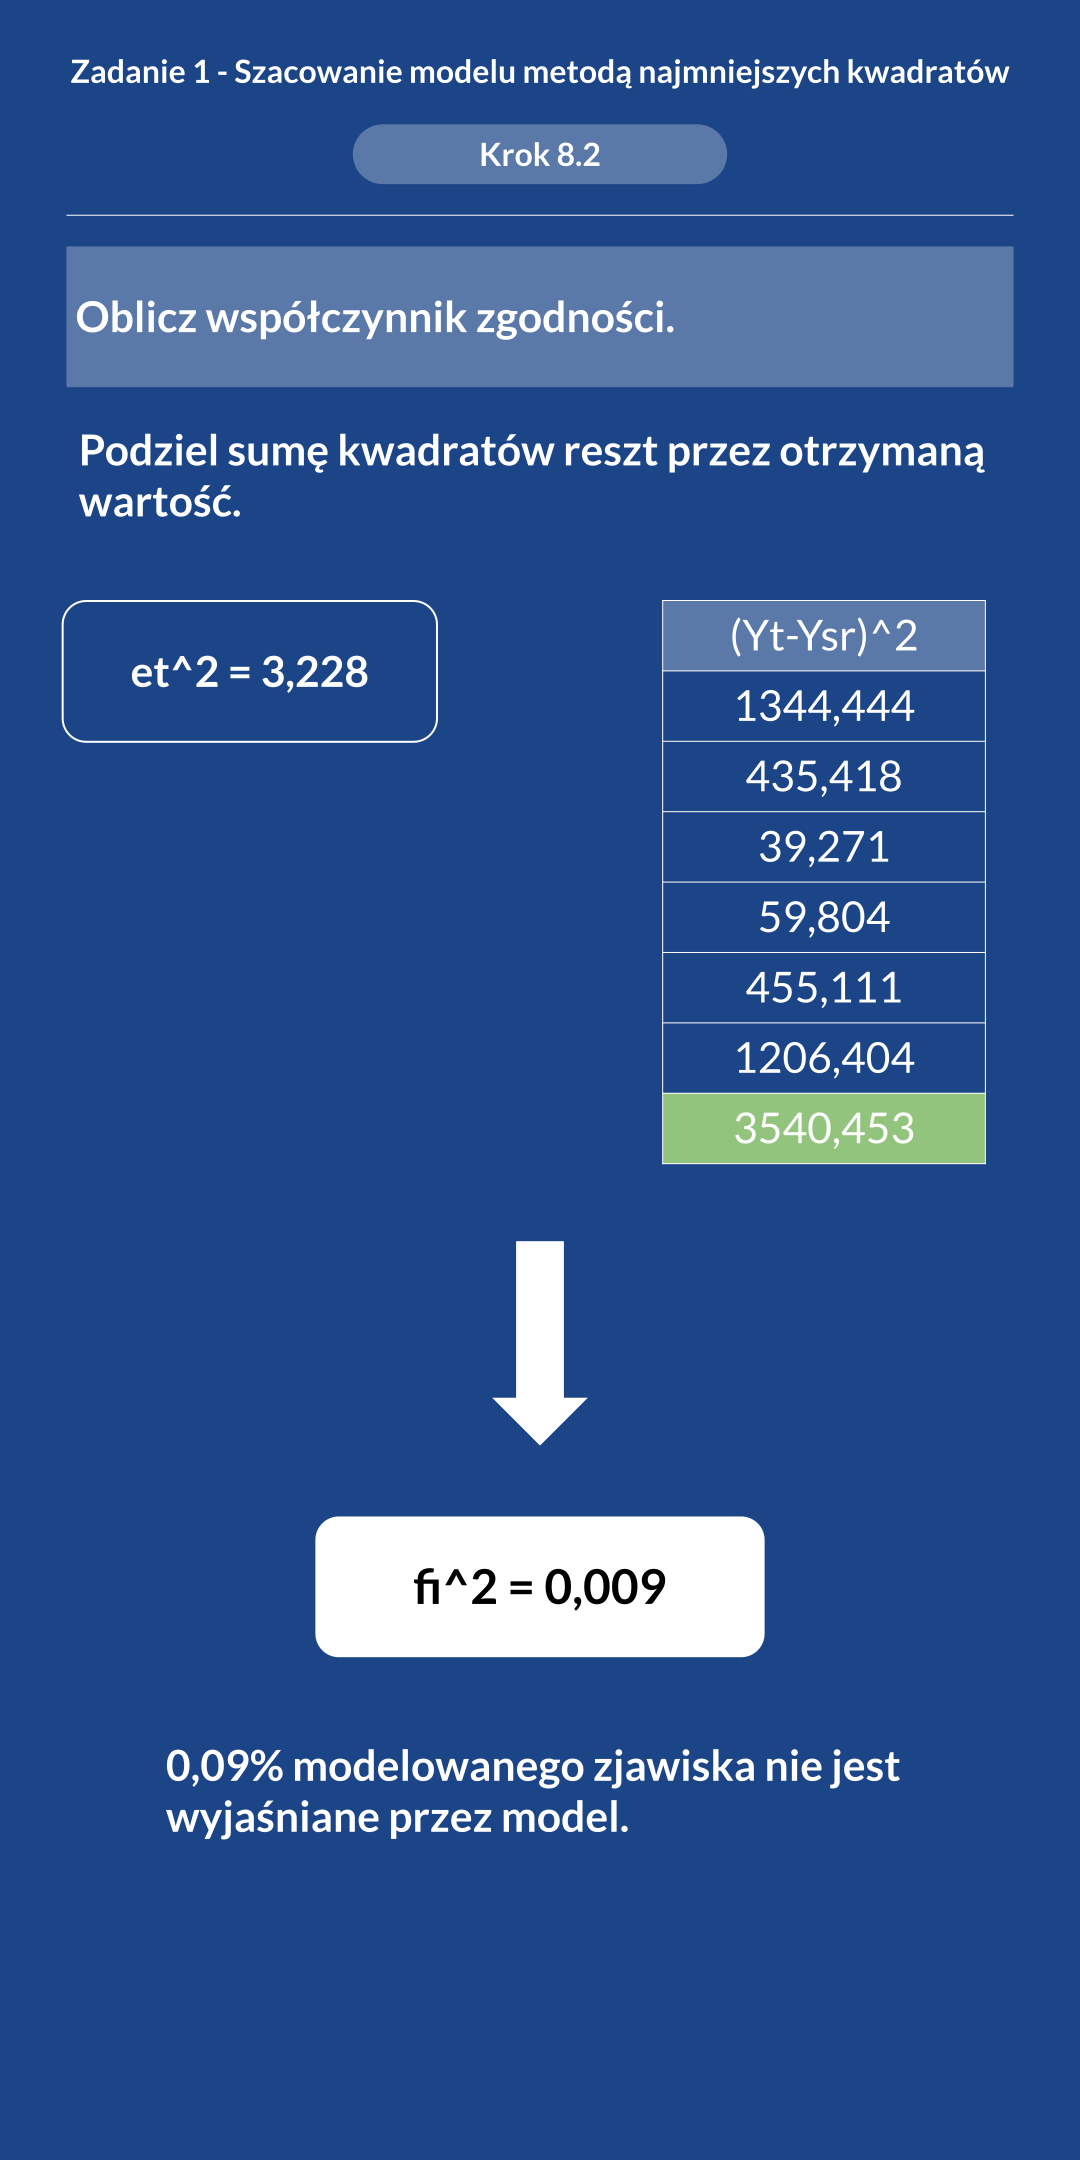 Zadanie 1 - Szacowanie modelu metodą najmniejszych kwadratów
Krok 8.2
Oblicz współczynnik zgodności.
Podziel sumę kwadratów reszt przez otrzymaną
wartość.
et^2 = 3,228
(Yt-Ysr)^2
1344,444
435,418
39,271
59,804
455,111
1206,404
3540,453
fi^2 = 0,009
0,09% modelowanego zjawiska nie jest
wyjaśniane przez model.